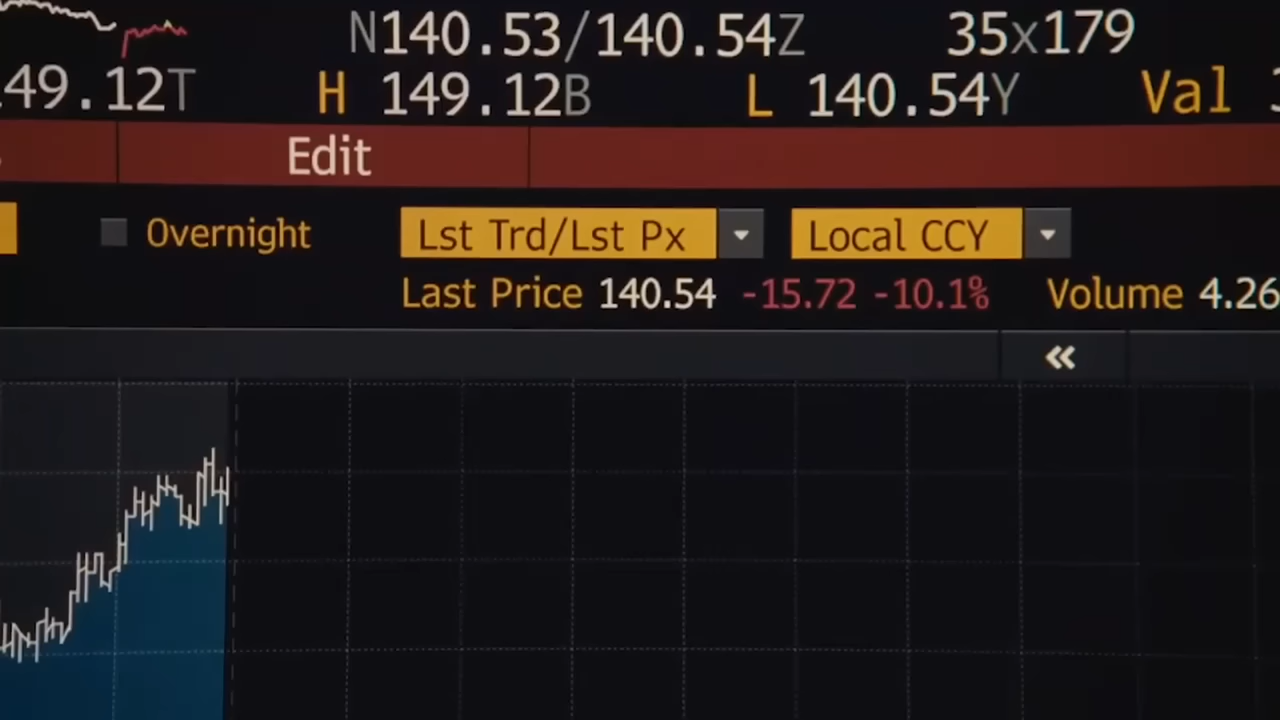 N140.53/140.54Z 35x179
49.12T H 149.12B L 140.54Y Val
Edit
Overnight Lst Trd/Lst Px Local CCY
Last Price 140.54 -15.72 -10.1% Volume 4.26
«